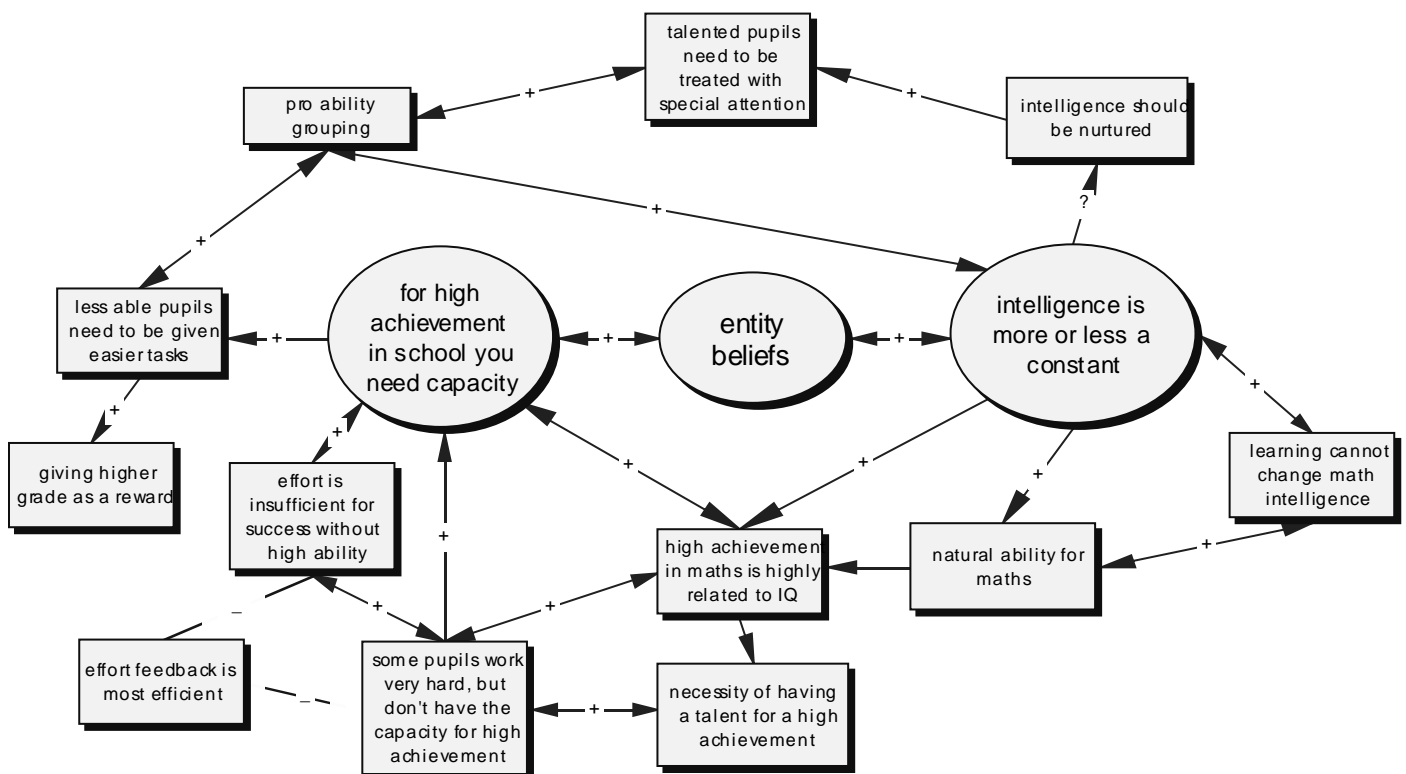 talented pupils
need to be
treated with
special attention
+
+
pro ability
grouping
intelligence should
be nurtured
?
+
+
for high
achievement
in school you
need capacity
entity
beliefs
intelligence is
more or less a
constant
less able pupils
need to be given
easier tasks
+
+
+
+
+
giving higher
grade as a reward
+
effort is
insufficient for
success without
high ability
+
+
+
learning cannot
change math
intelligence
+
high achievement
in maths is highly
related to IQ
natural ability for
maths
+
–
+
+
effort feedback is
most efficient
–
some pupils work
very hard, but
don't have the
capacity for high
achievement
+
necessity of having
a talent for a high
achievement